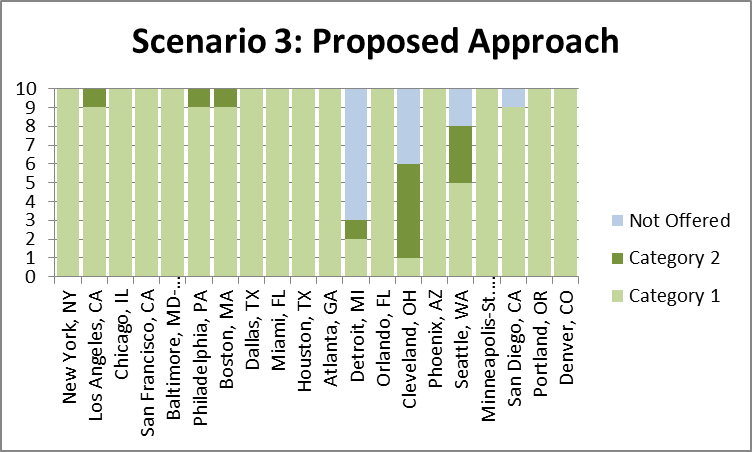 Scenario 3: Proposed Approach
10
9
8
7
6
5
4
3
2
1
0
New York, NY
Los Angeles, CA
Chicago, IL
San Francisco, CA
Baltimore, MD-…
Philadelphia, PA
Boston, MA
Dallas, TX
Miami, FL
Houston, TX
Atlanta, GA
Detroit, MI
Orlando, FL
Cleveland, OH
Phoenix, AZ
Seattle, WA
Minneapolis-St.…
San Diego, CA
Portland, OR
Denver, CO
Not Offered
Category 2
Category 1